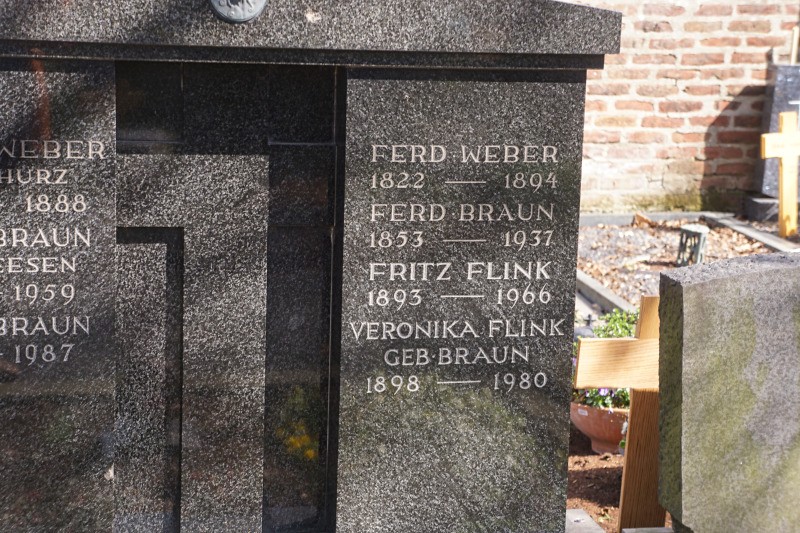 WEBER
HURZ
1888
BRAUN
EESEN
1959
BRAUN
1987
FERD·WEBER
1822 — 1894
FERD·BRAUN
1853 — 1937
FRITZ FLINK
1893 — 1966
VERONIKA FLINK
GEB·BRAUN
1898 — 1980